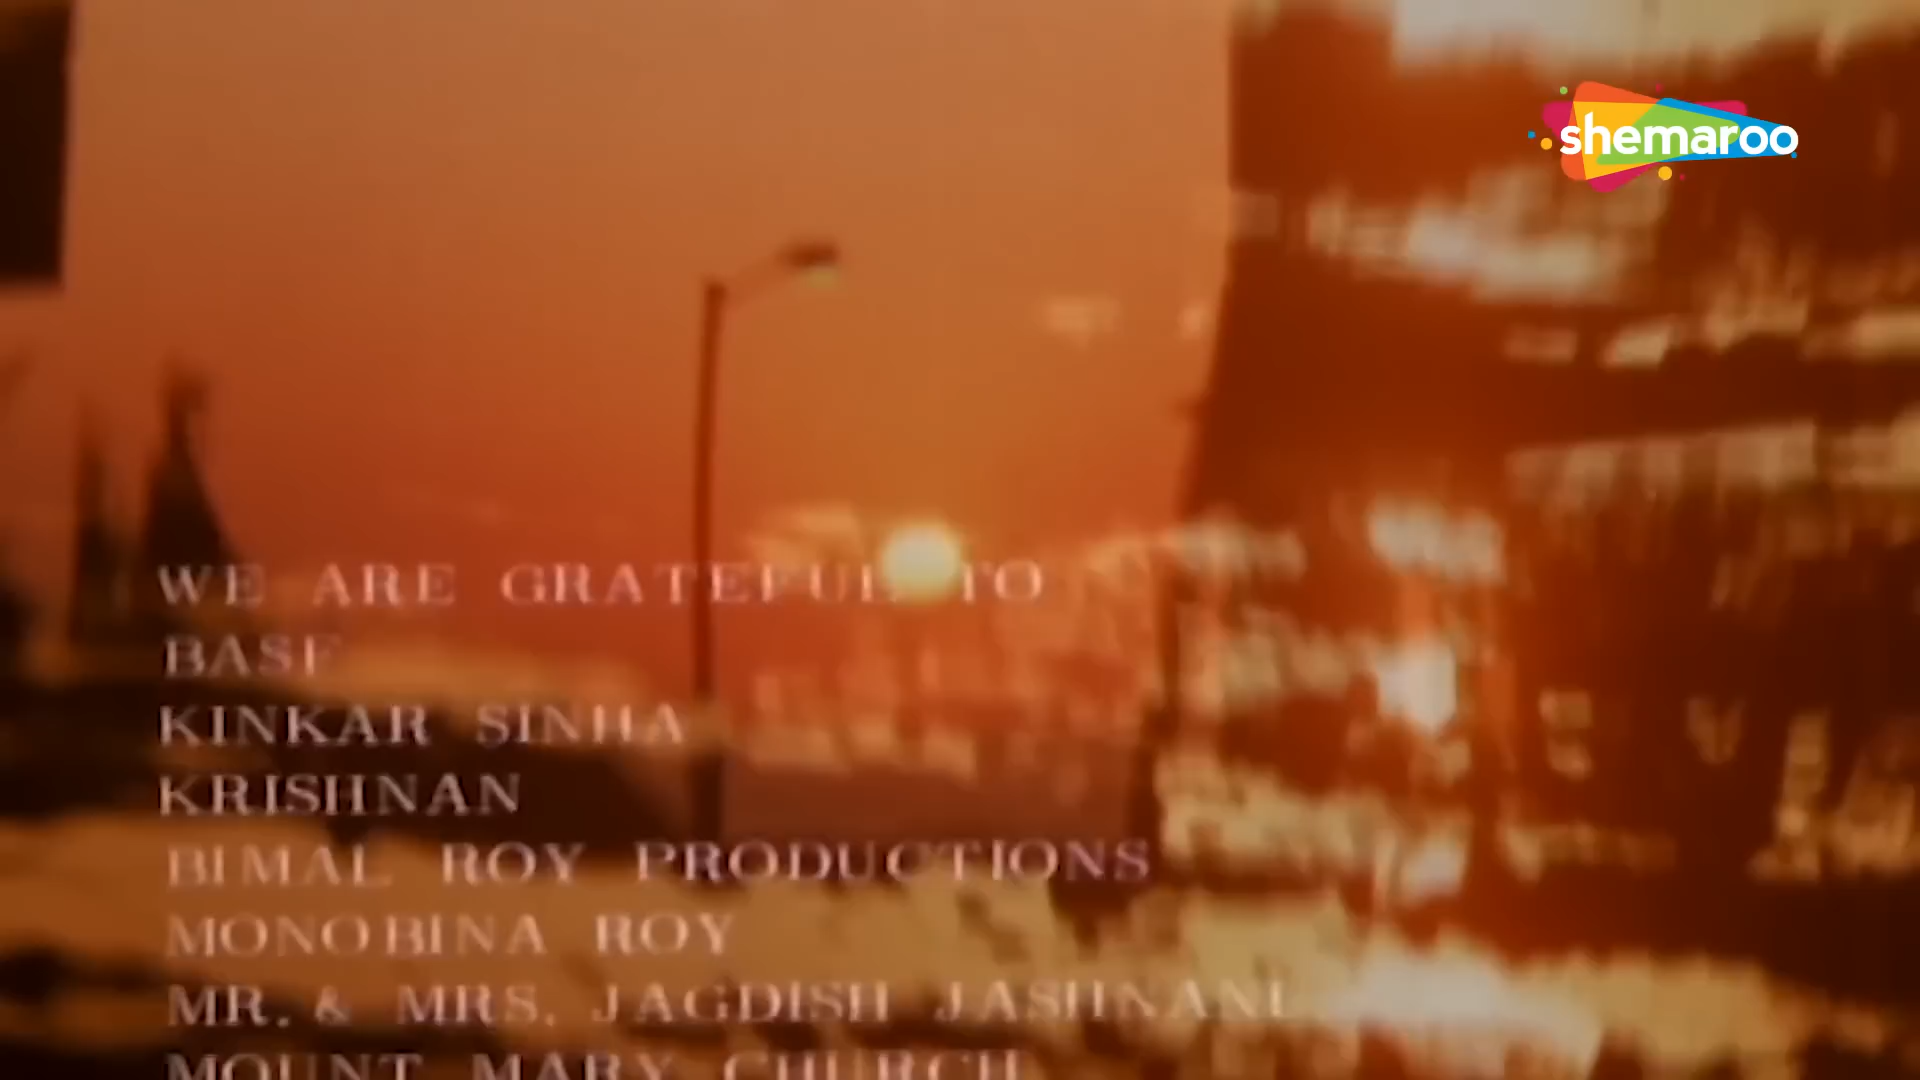 shemaroo
WE ARE GRATEFUL TO
BASF
KINKAR SINHA
KRISHNAN
BIMAL ROY PRODUCTIONS
MONOBINA ROY
MR. & MRS. JAGDISH JASHNANI
MOUNT MARY CHURCH